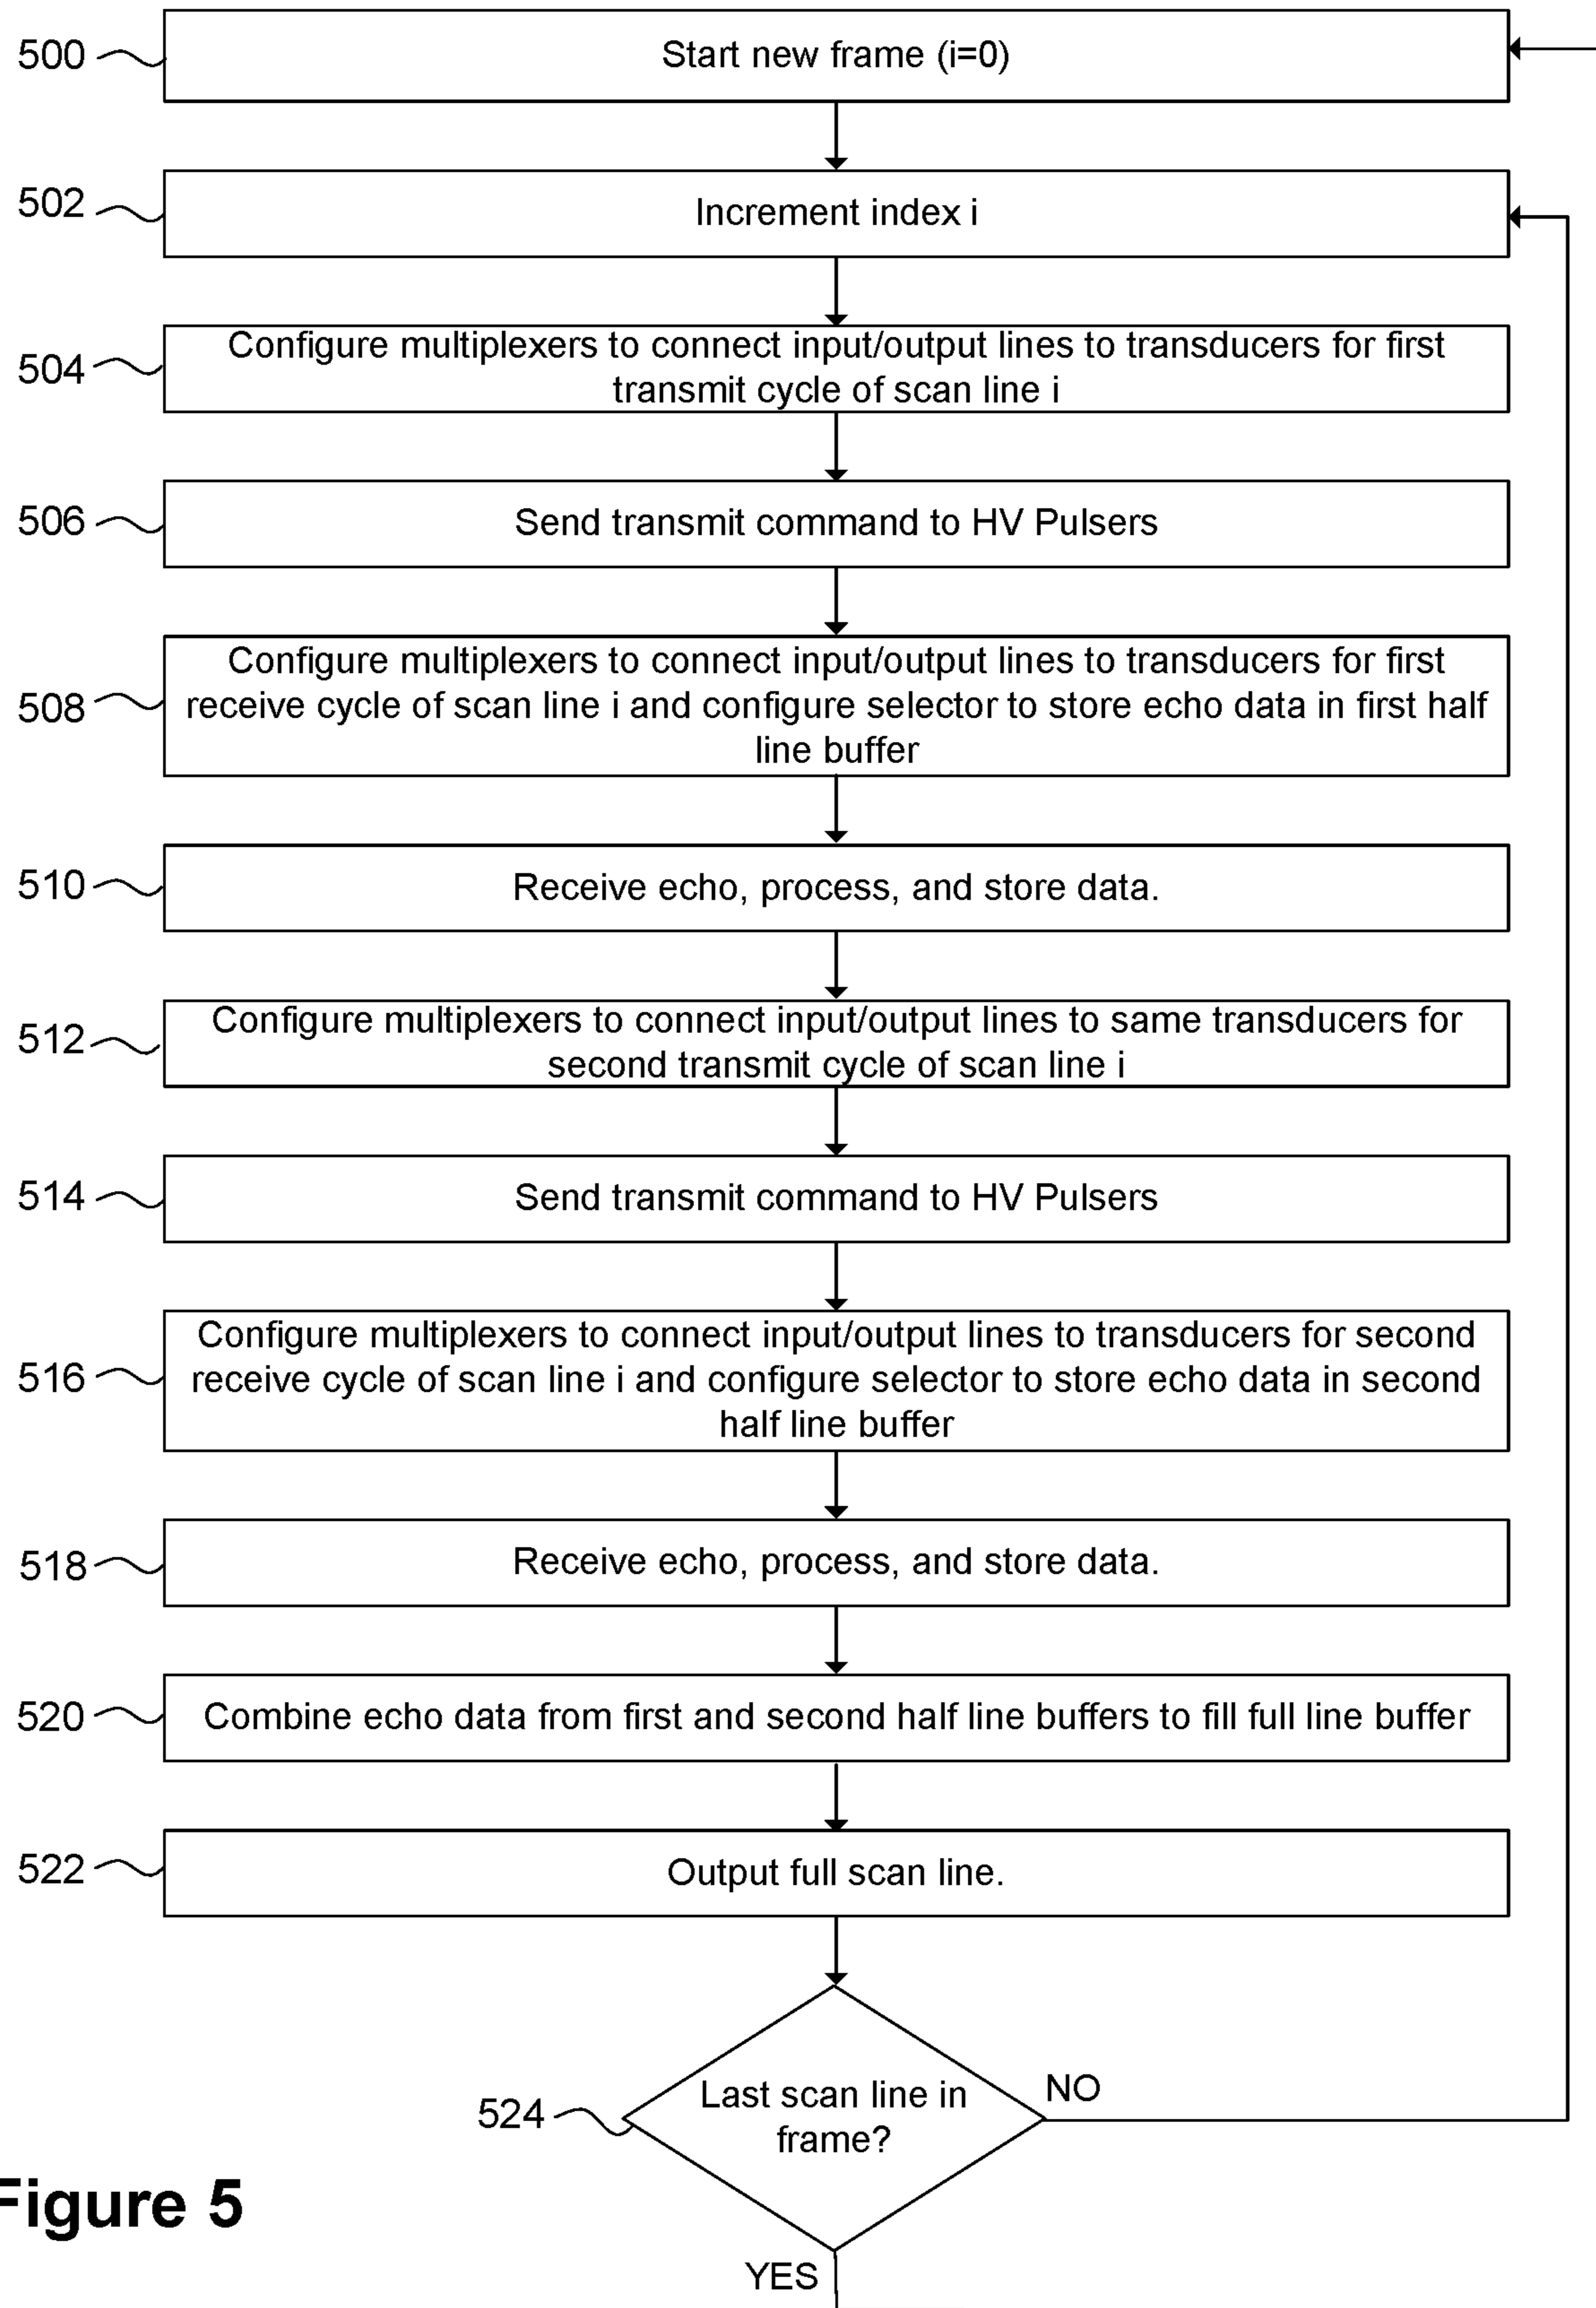 500
Start new frame (i=0)
502
Increment index i
504
Configure multiplexers to connect input/output lines to transducers for first
transmit cycle of scan line i
506
Send transmit command to HV Pulsers
508
Configure multiplexers to connect input/output lines to transducers for first
receive cycle of scan line i and configure selector to store echo data in first half
line buffer
510
Receive echo, process, and store data.
512
Configure multiplexers to connect input/output lines to same transducers for
second transmit cycle of scan line i
514
Send transmit command to HV Pulsers
516
Configure multiplexers to connect input/output lines to transducers for second
receive cycle of scan line i and configure selector to store echo data in second
half line buffer
518
Receive echo, process, and store data.
520
Combine echo data from first and second half line buffers to fill full line buffer
522
Output full scan line.
524
Last scan line in
frame?
NO
YES
Figure 5